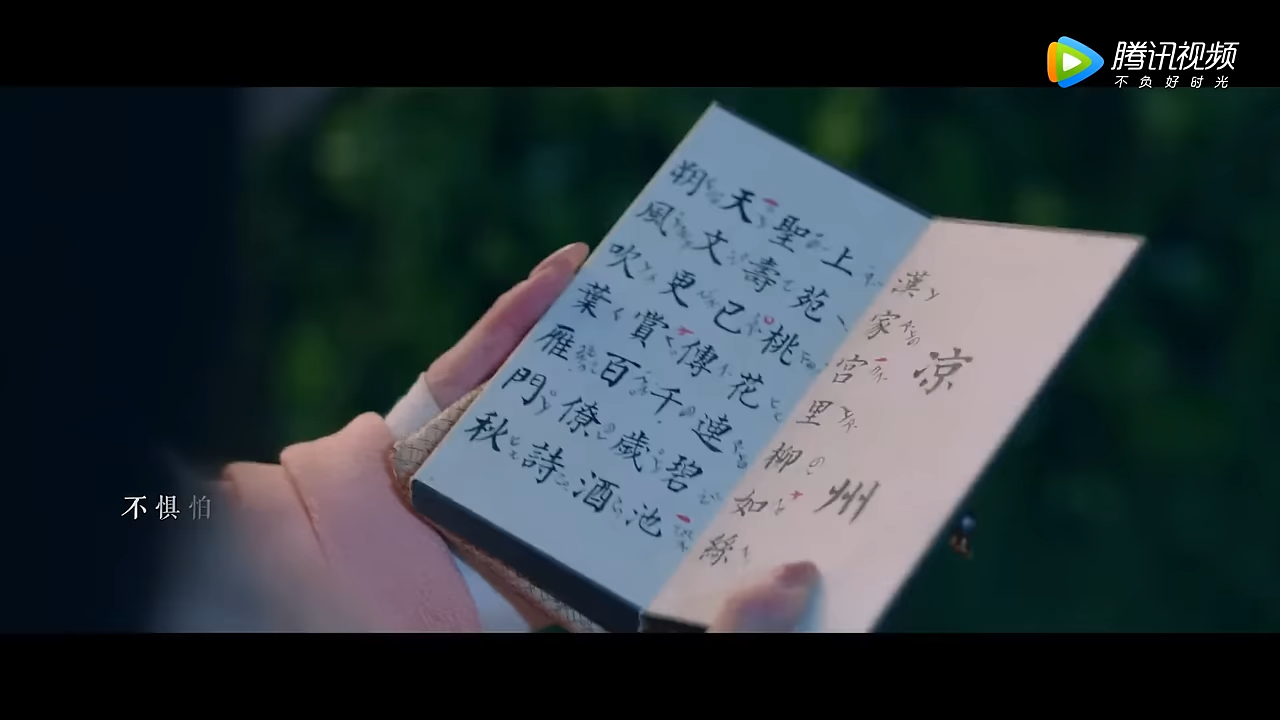 腾讯视频
不负好时光
凉州
漢家宮里柳如絲
上苑桃花連碧池
聖壽已傳千歲酒
天文更賞百僚詩
朔風吹葉雁門秋
不惧怕